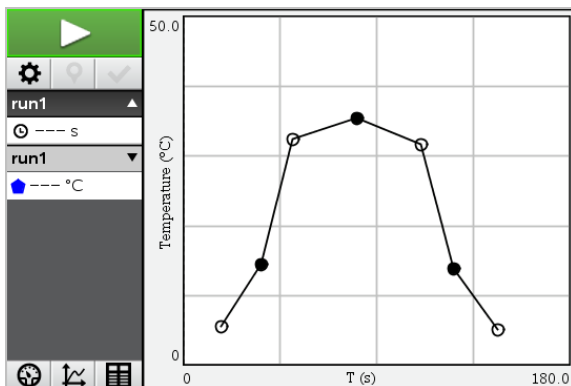 run1
--- s
run1
--- °C
50.0
Temperature (°C)
0
0
T (s)
180.0